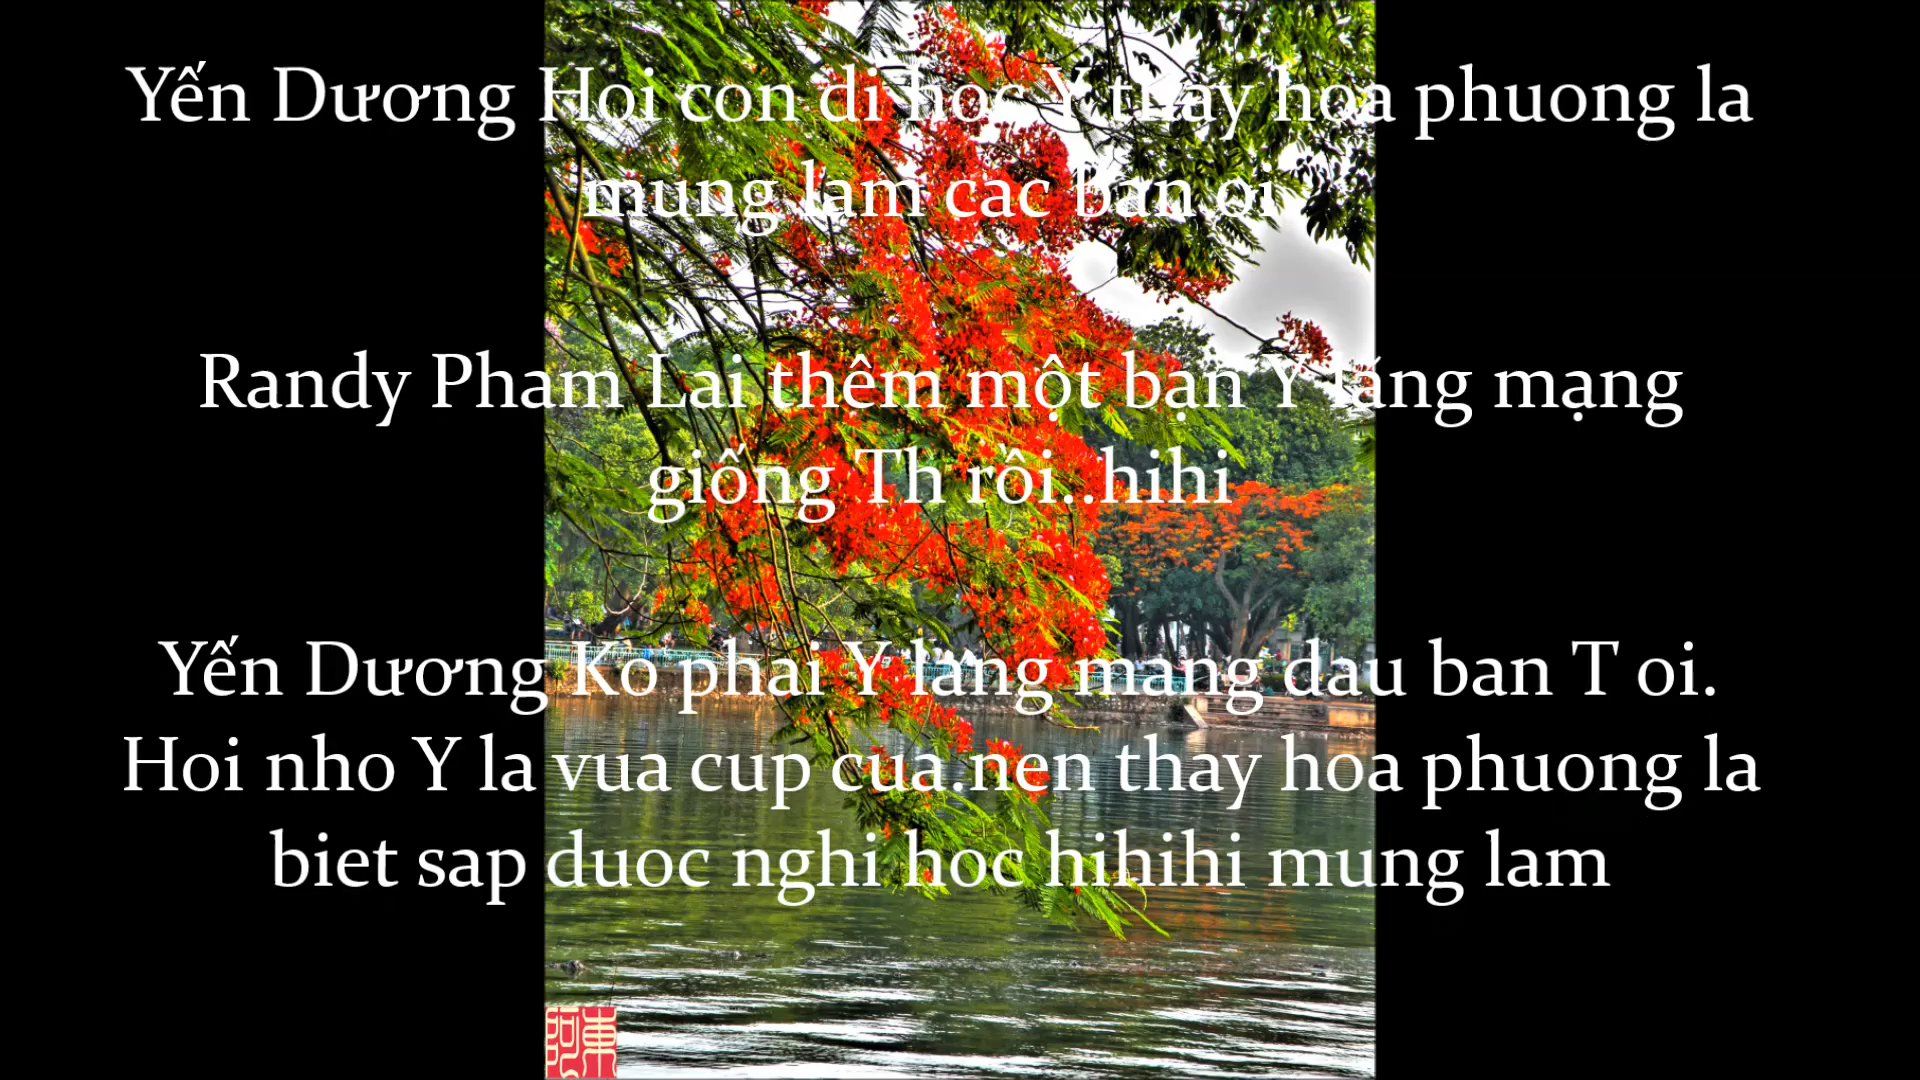 Yến Dương Hoi con di hoc Y thay hoa phuong la
mung lam cac ban oi
Randy Pham Lai thêm một bạn Y lãng mạng
giống Th rồi..hihi
Yến Dương Ko phai Y lang mang dau ban T oi.
Hoi nho Y la vua cup cua.nen thay hoa phuong la
biet sap duoc nghi hoc hihihi mung lam